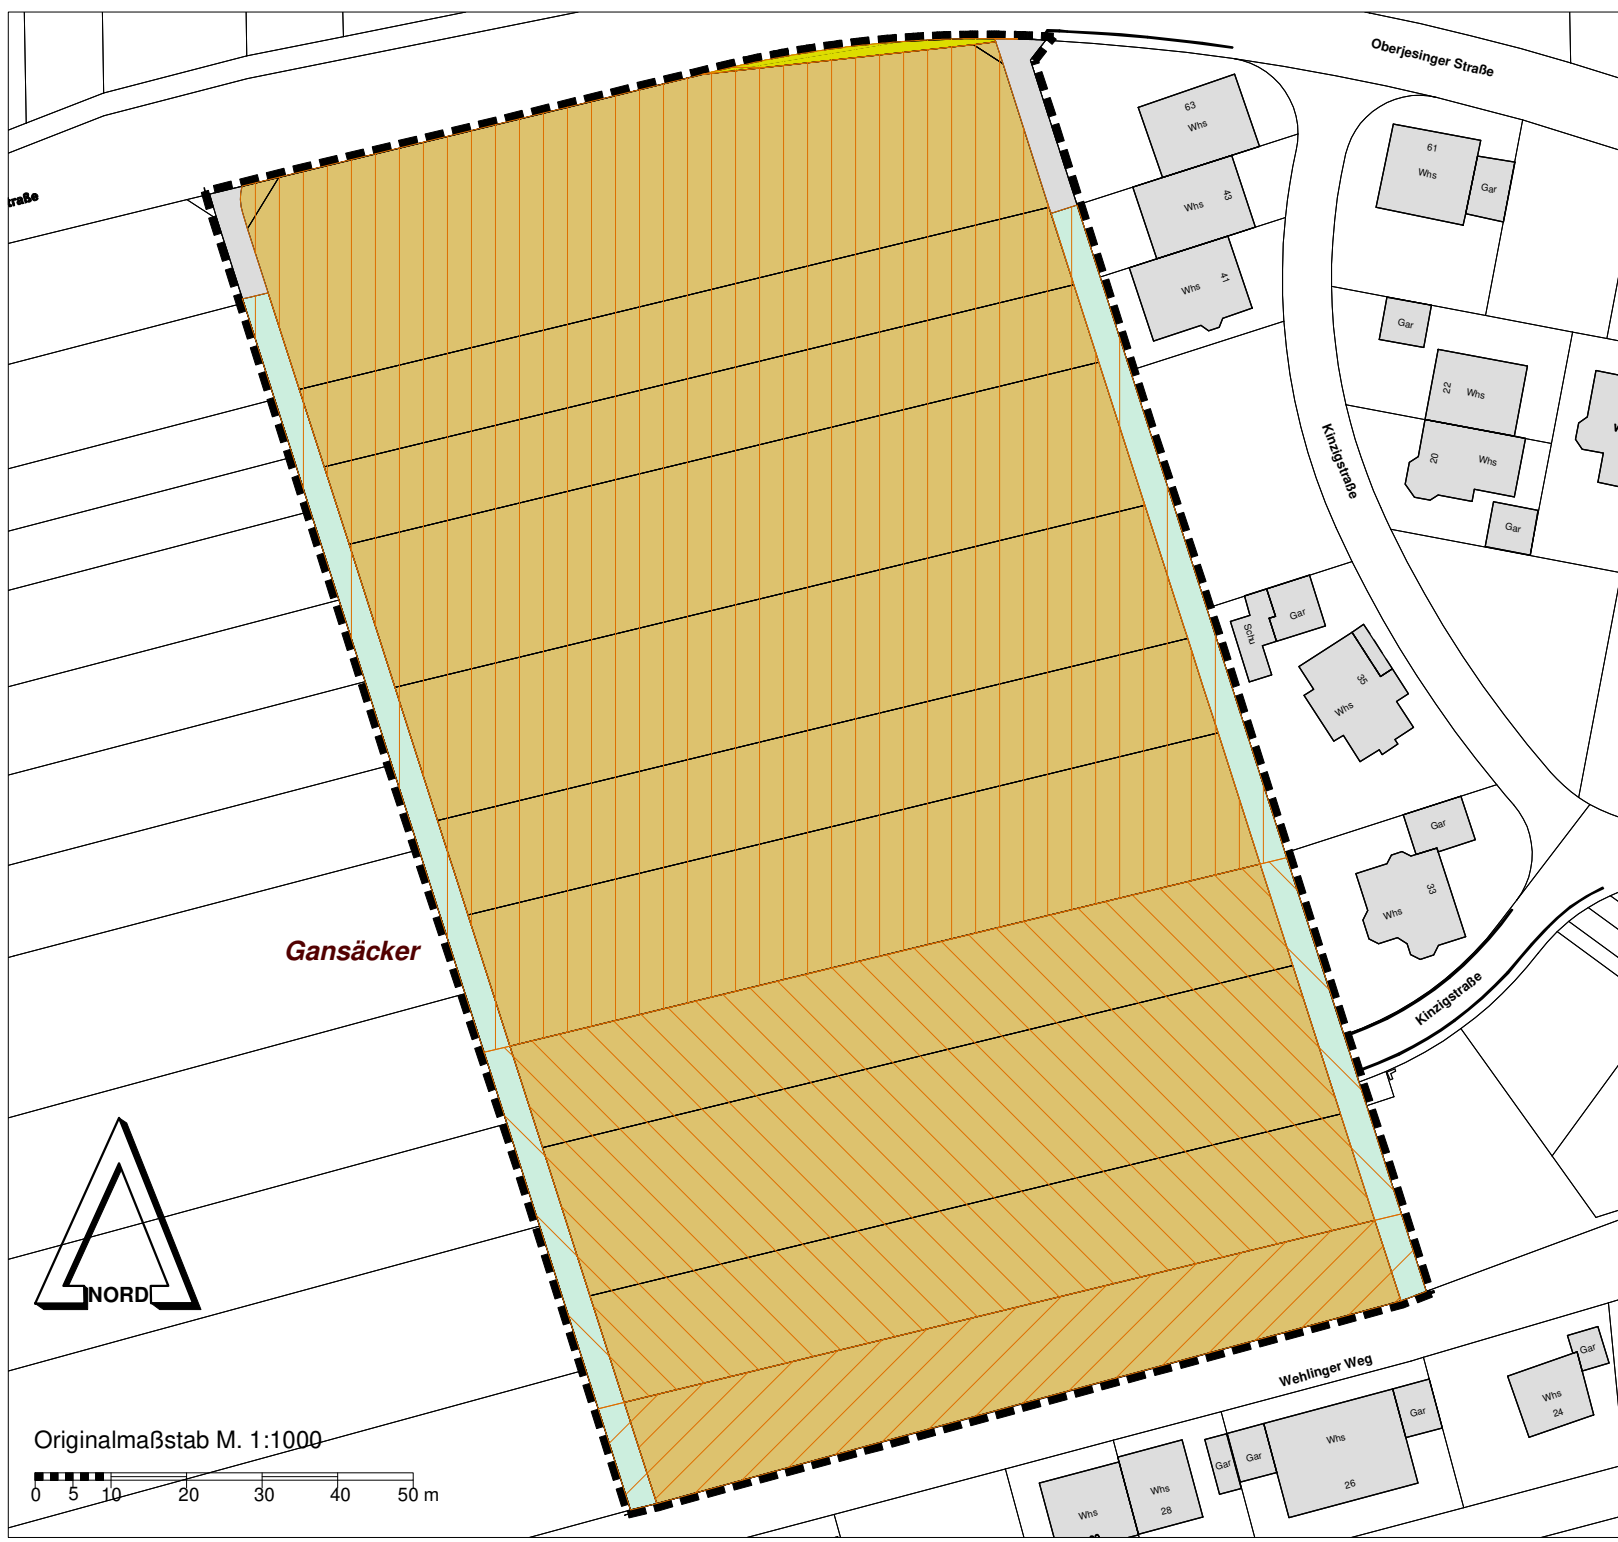 Oberjesinger Straße
traße
63
Whs
61
Whs
Gar
43
Whs
41
Whs
Gar
22
Whs
20
Whs
Gar
Kinzigstraße
Schu
Gar
35
Whs
Gar
33
Whs
Gansäcker
Kinzigstraße
NORD
Wehlinger Weg
Gar
Whs
24
Gar
Whs
26
Gar
Gar
Whs
28
Whs
Originalmaßstab M. 1:1000
0 5 10 20 30 40 50 m